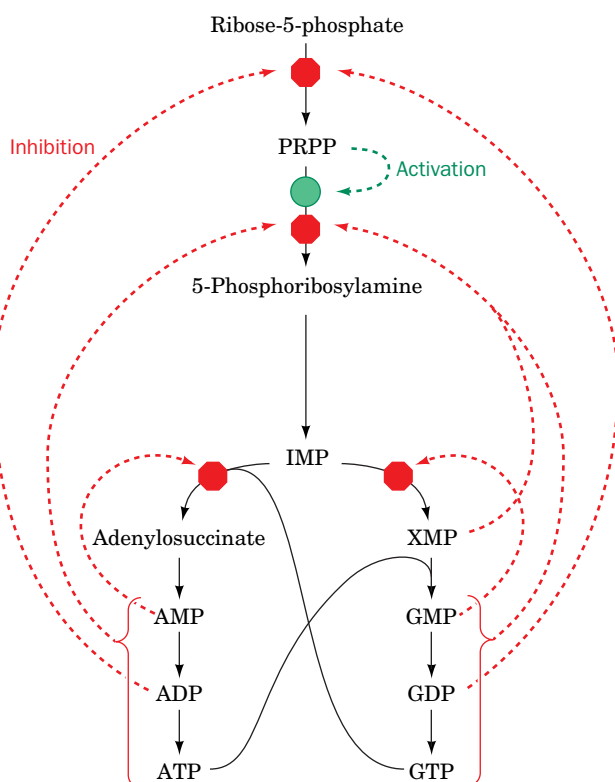 Ribose-5-phosphate
Inhibition
PRPP
Activation
5-Phosphoribosylamine
IMP
Adenylosuccinate
XMP
AMP
GMP
ADP
GDP
ATP
GTP